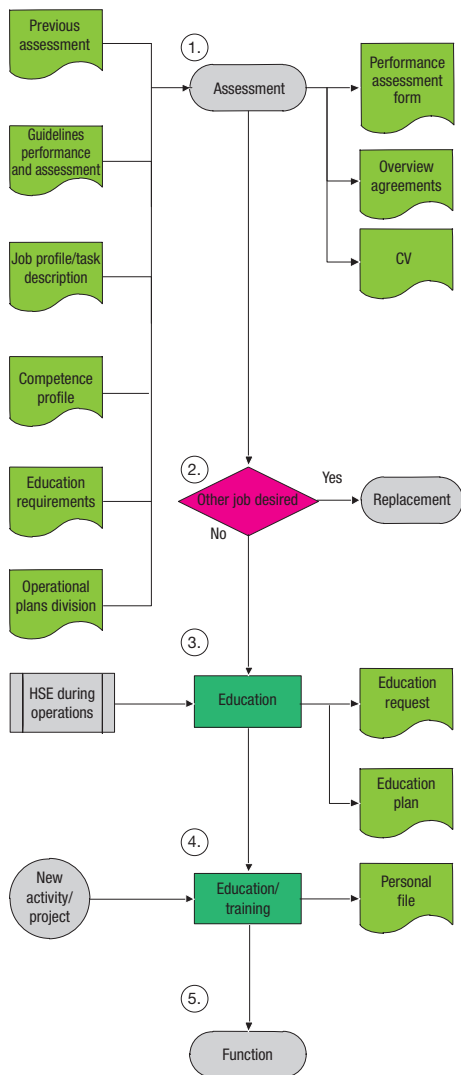 Previous
assessment
1.
Assessment
Performance
assessment
form
Guidelines
performance
and assessment
Overview
agreements
Job profile/task
description
CV
Competence
profile
2.
Other job desired
Yes
Replacement
No
Education
requirements
Operational
plans division
3.
HSE during
operations
Education
Education
request
Education
plan
4.
New
activity/
project
Education/
training
Personal
file
5.
Function